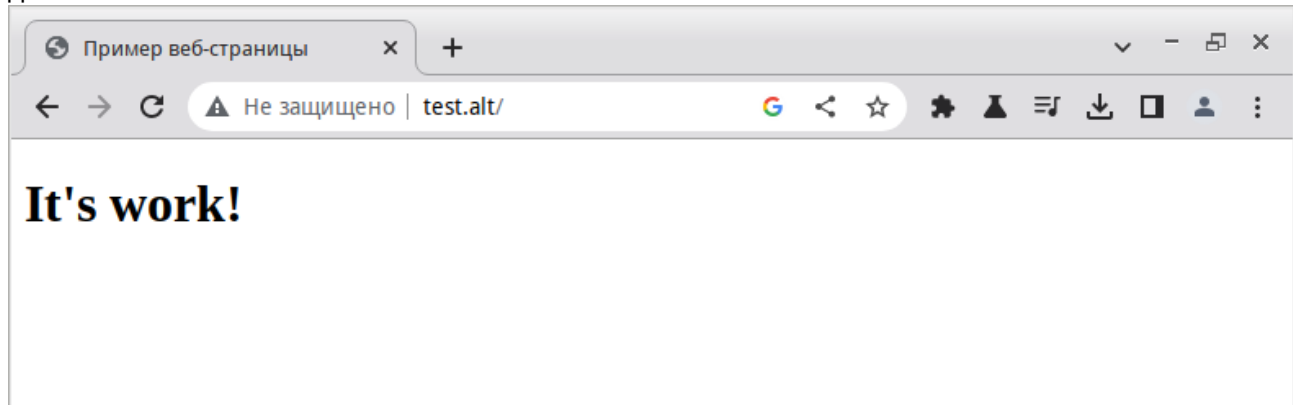 Пример веб-страницы
Не защищено test.alt/
It's work!